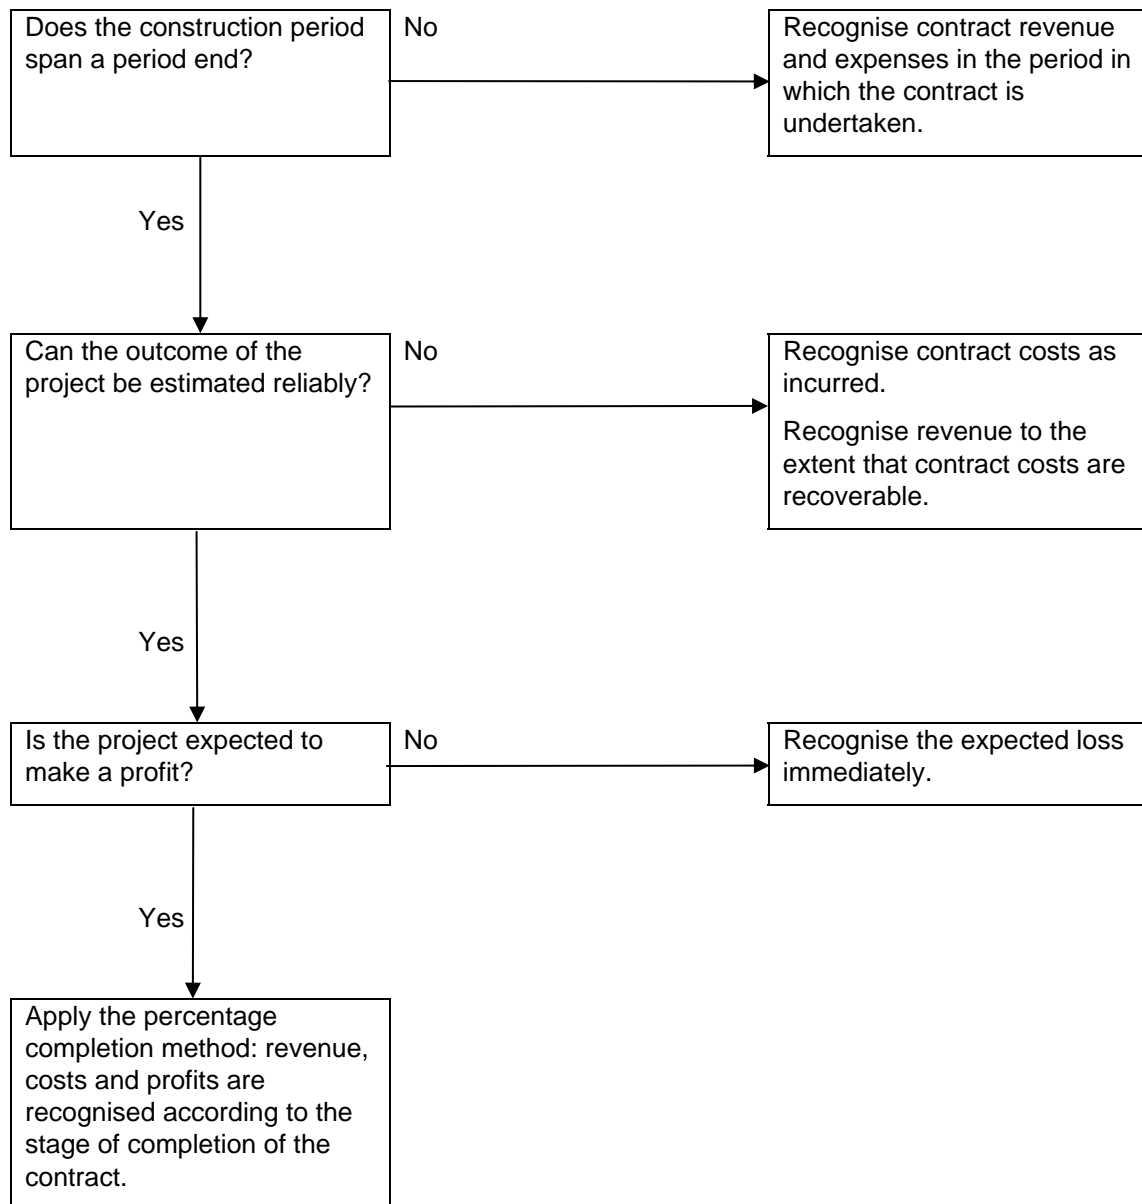 Does the construction period
span a period end?
No
Recognise contract revenue
and expenses in the period in
which the contract is
undertaken.
Yes
Can the outcome of the
project be estimated reliably?
No
Recognise contract costs as
incurred.
Recognise revenue to the
extent that contract costs are
recoverable.
Yes
Is the project expected to
make a profit?
No
Recognise the expected loss
immediately.
Yes
Apply the percentage
completion method: revenue,
costs and profits are
recognised according to the
stage of completion of the
contract.